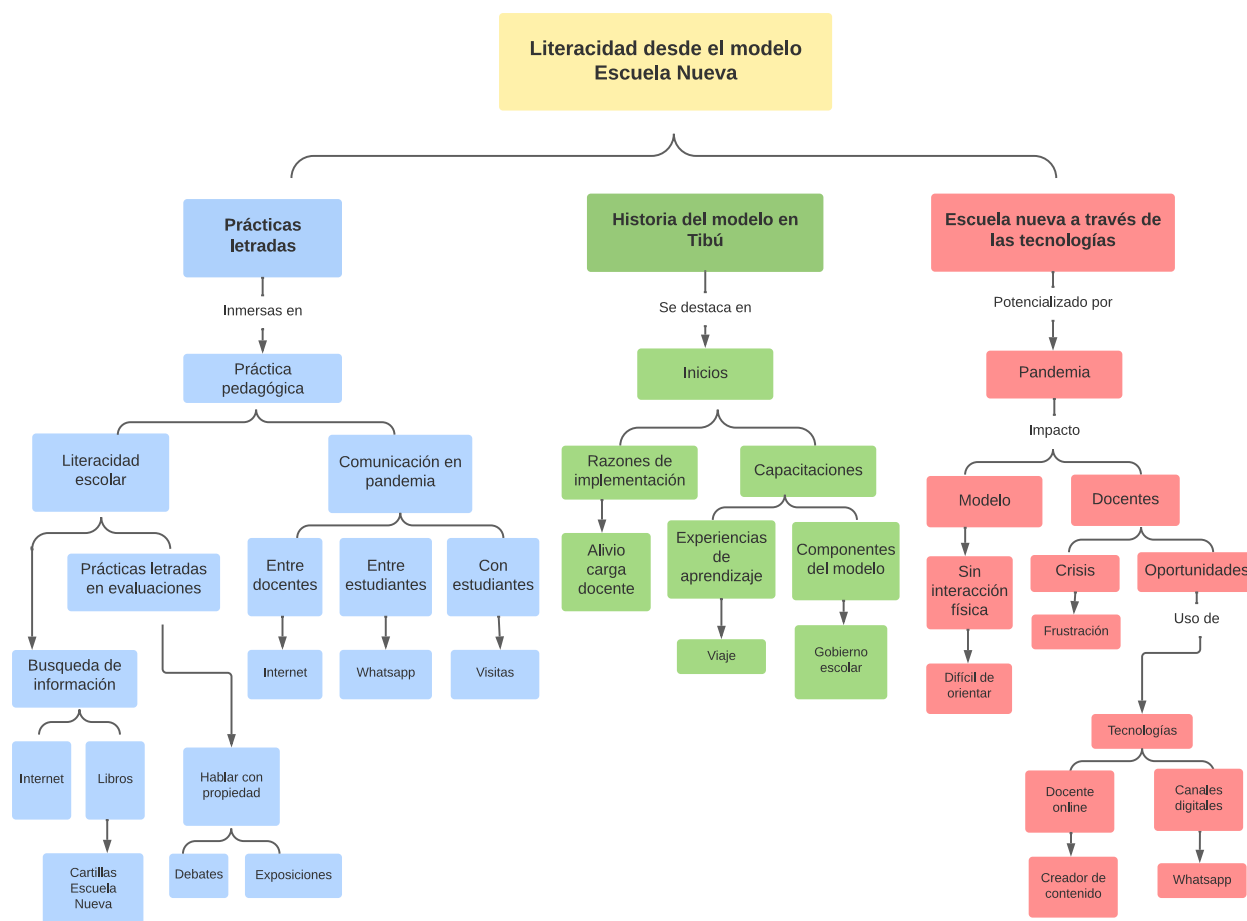 Literacidad desde el modelo
Escuela Nueva
Prácticas
letradas
Inmersas en
Práctica
pedagógica
Literacidad
escolar
Comunicación en
pandemia
Prácticas letradas
en evaluaciones
Entre
docentes
Entre
estudiantes
Con
estudiantes
Busqueda de
información
Internet
Whatsapp
Visitas
Internet
Libros
Hablar con
propiedad
Cartillas
Escuela
Nueva
Debates
Exposiciones
Historia del modelo en
Tibú
Se destaca en
Inicios
Razones de
implementación
Capacitaciones
Alivio
carga
docente
Experiencias
de
aprendizaje
Componentes
del modelo
Viaje
Gobierno
escolar
Escuela nueva a través de
las tecnologías
Potencializado por
Pandemia
Impacto
Modelo
Docentes
Sin
interacción
física
Crisis
Oportunidades
Difícil de
orientar
Frustración
Uso de
Tecnologías
Docente
online
Canales
digitales
Creador de
contenido
Whatsapp